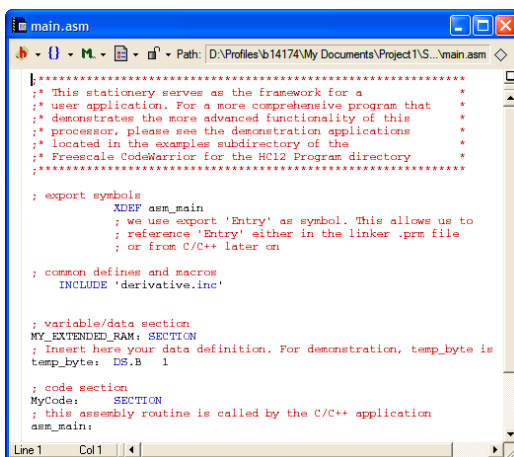 main.asm
h {} M. Path: D:\Profiles\b14174\My Documents\Project1\S...\main.asm
;**************************************************************
;* This stationery serves as the framework for a              *
;* user application. For a more comprehensive program that    *
;* demonstrates the more advanced functionality of this       *
;* processor, please see the demonstration applications       *
;* located in the examples subdirectory of the                *
;* Freescale CodeWarrior for the HC12 Program directory       *
;**************************************************************
; export symbols
XDEF asm_main
; we use export 'Entry' as symbol. This allows us to
; reference 'Entry' either in the linker .prm file
; or from C/C++ later on
; common defines and macros
INCLUDE 'derivative.inc'
; variable/data section
MY_EXTENDED_RAM: SECTION
; Insert here your data definition. For demonstration, temp_byte is
temp_byte: DS.B 1
; code section
MyCode: SECTION
; this assembly routine is called by the C/C++ application
asm_main:
Line 1 Col 1